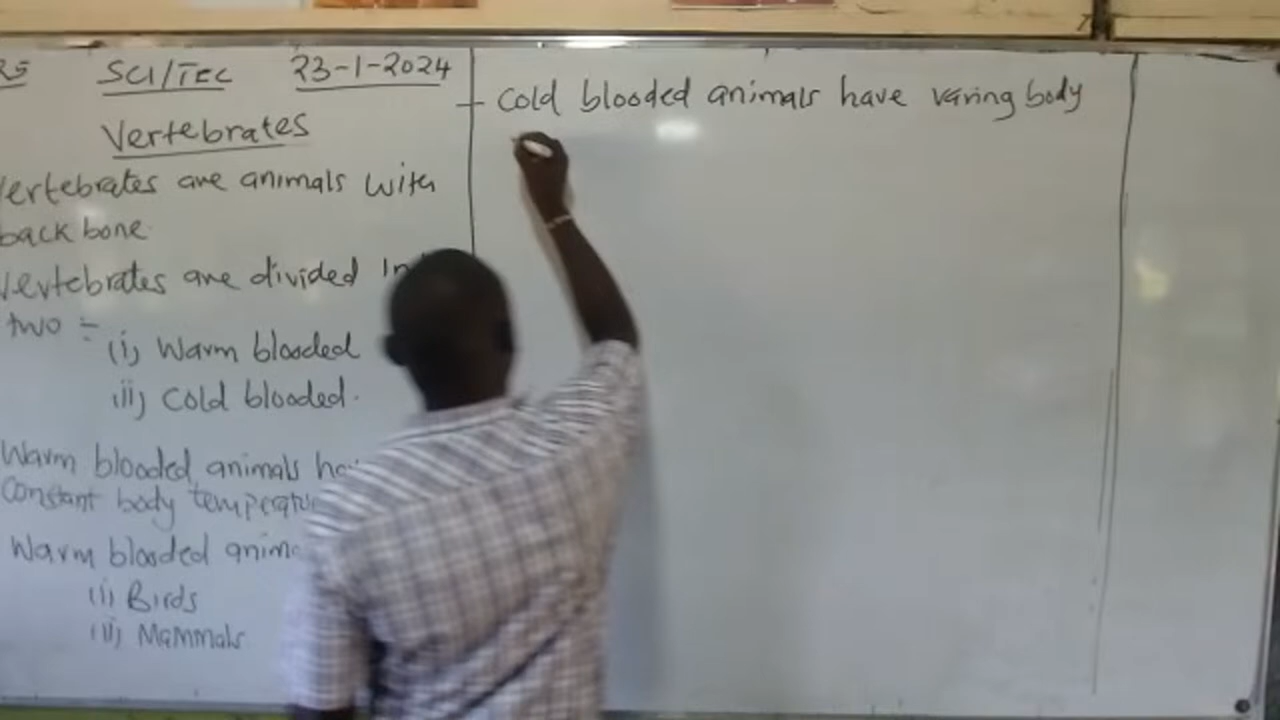 SCI/TEC 23-1-2024
Vertebrates
Vertebrates are animals with
back bone
Vertebrates are divided
two :-
(i) Warm blooded
ii) Cold blooded.
Warm blooded animals
Constant body
Warm blooded
(i) Birds
(ii) Mammals
- Cold blooded animals have varing body